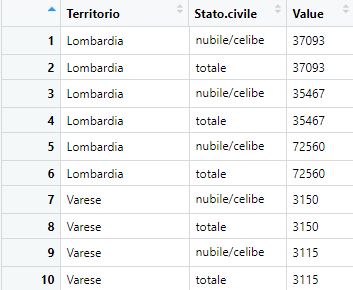 Territorio Stato.civile Value
1 Lombardia nubile/celibe 37093
2 Lombardia totale 37093
3 Lombardia nubile/celibe 35467
4 Lombardia totale 35467
5 Lombardia nubile/celibe 72560
6 Lombardia totale 72560
7 Varese nubile/celibe 3150
8 Varese totale 3150
9 Varese nubile/celibe 3115
10 Varese totale 3115